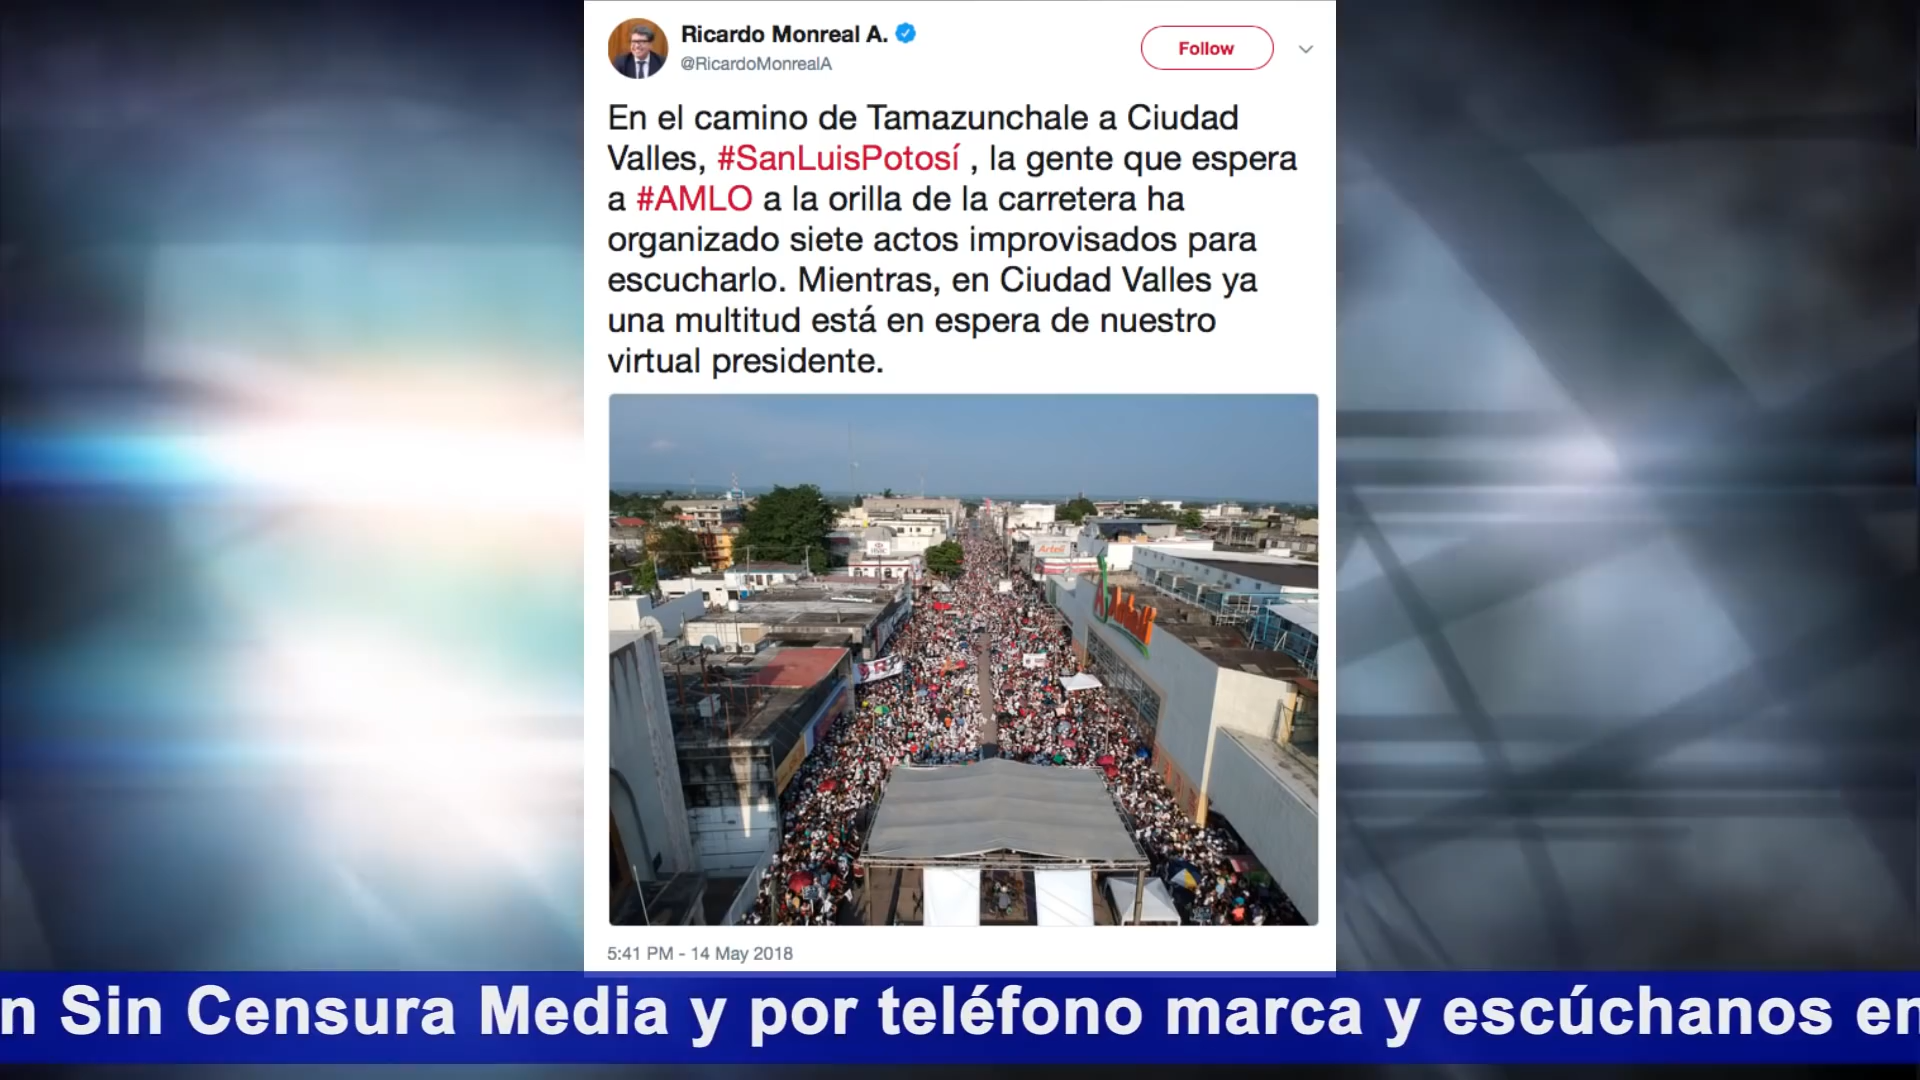 Ricardo Monreal A.
@RicardoMonrealA
Follow
En el camino de Tamazunchale a Ciudad
Valles, #SanLuisPotosí , la gente que espera
a #AMLO a la orilla de la carretera ha
organizado siete actos improvisados para
escucharlo. Mientras, en Ciudad Valles ya
una multitud está en espera de nuestro
virtual presidente.
HSBC
Arteli
5:41 PM - 14 May 2018
n Sin Censura Media y por teléfono marca y escúchanos en